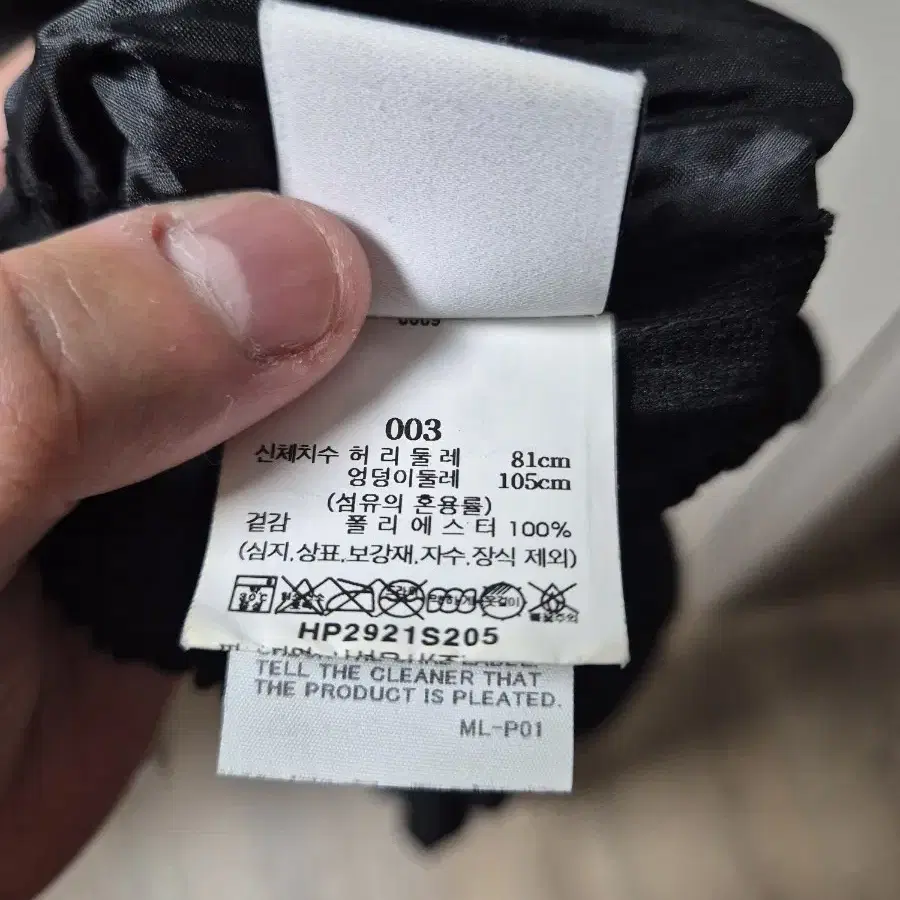 003
신체치수 허리둘레 81cm
엉덩이둘레 105cm
(섬유의 혼용률)
겉감 폴리에스터 100%
(심지,상표,보강재,자수,장식 제외)
HP2921S205
TELL THE CLEANER THAT
THE PRODUCT IS PLEATED.
ML-P01